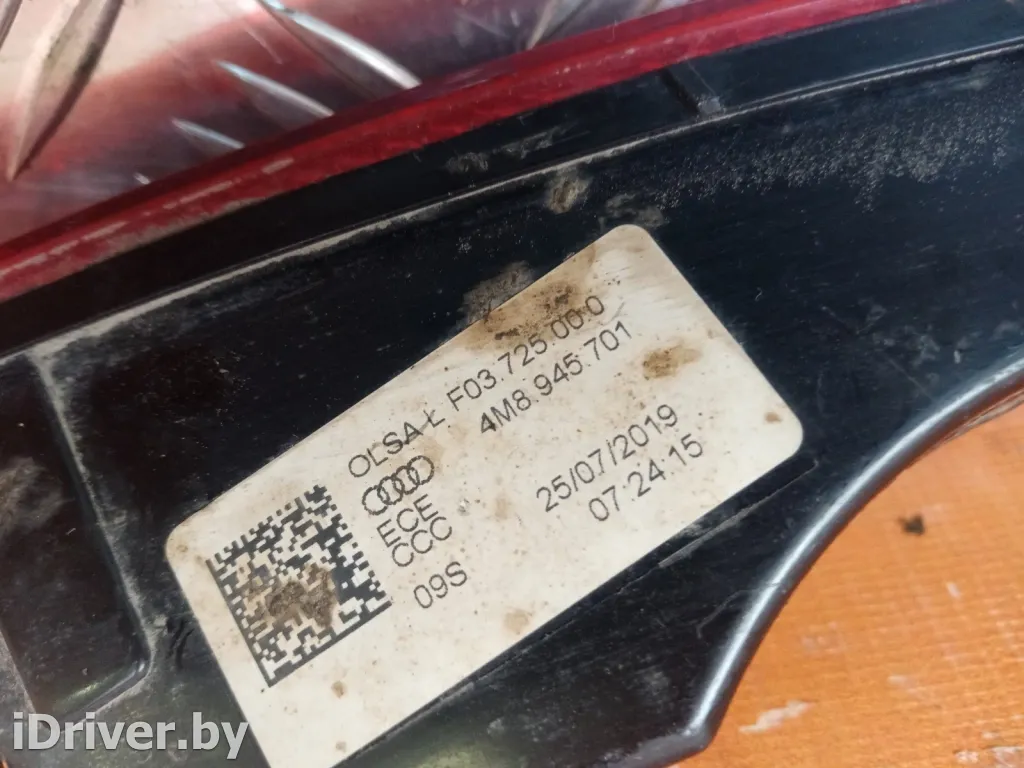 OLSA Ł F03.725.00.0
4M8.945.701
ECE
CCC
25/07/2019
09S
07:24:15
iDriver.by